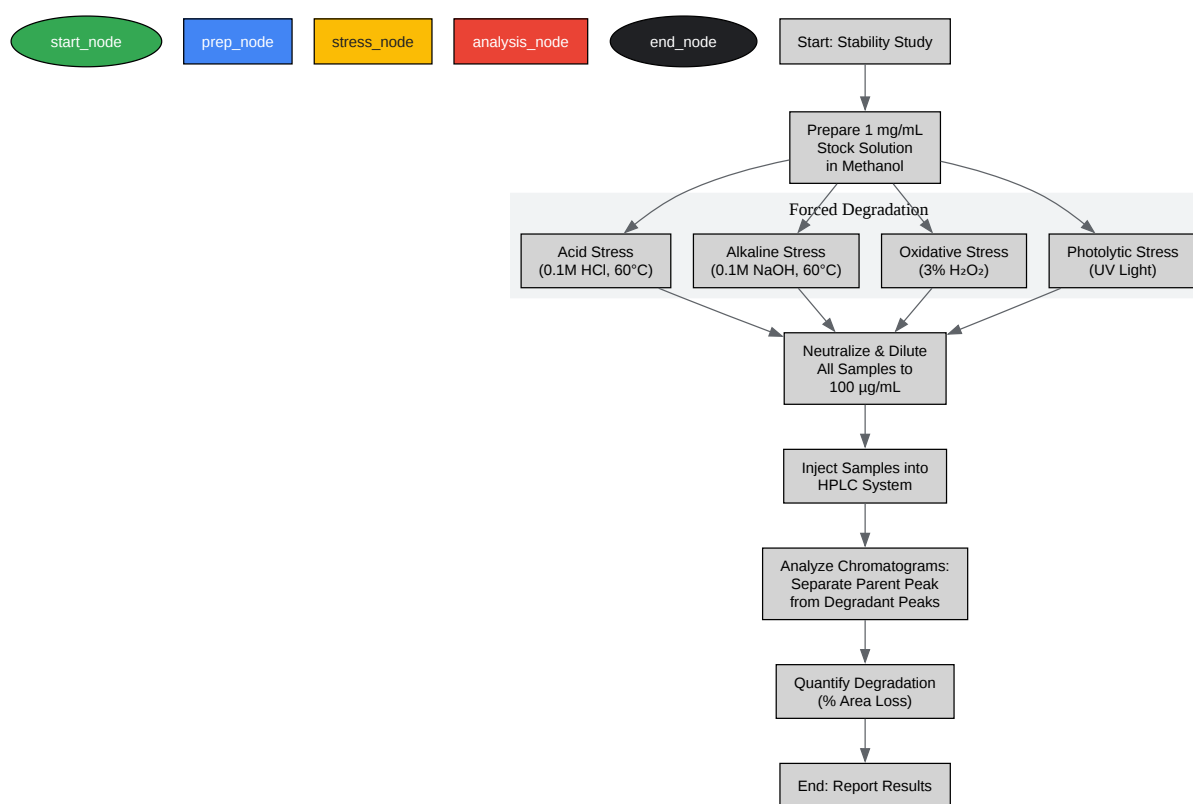 start_node
prep_node
stress_node
analysis_node
end_node
Start: Stability Study
Prepare 1 mg/mL
Stock Solution
in Methanol
Forced Degradation
Acid Stress
(0.1M HCl, 60°C)
Alkaline Stress
(0.1M NaOH, 60°C)
Oxidative Stress
(3% H₂O₂)
Photolytic Stress
(UV Light)
Neutralize & Dilute
All Samples to
100 µg/mL
Inject Samples into
HPLC System
Analyze Chromatograms:
Separate Parent Peak
from Degradant Peaks
Quantify Degradation
(% Area Loss)
End: Report Results